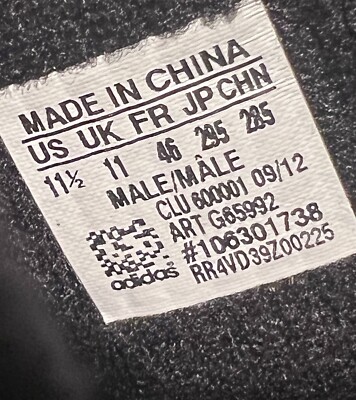 MADE IN CHINA
US UK FR JP CHN
11½ 11 46 295 285
MALE/MÂLE
CLU 600001 09/12
ART G65992
#106301738
RR4VD39Z00225
adidas